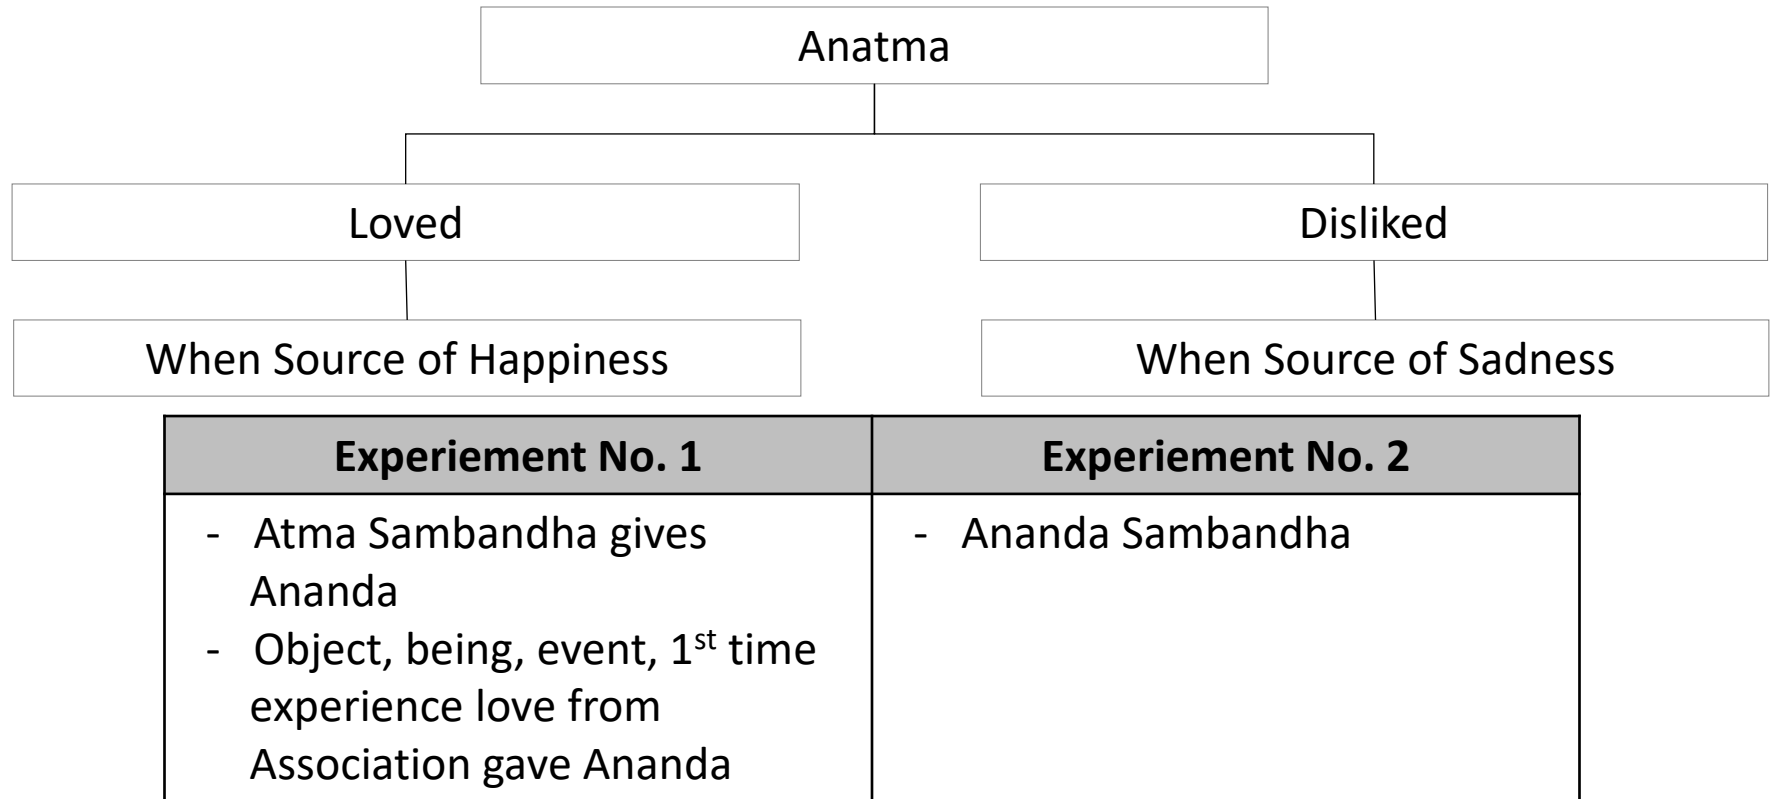 Anatma
Loved
Disliked
When Source of Happiness
When Source of Sadness
Experiement No. 1
Experiement No. 2
- Atma Sambandha gives
Ananda
- Object, being, event, 1st time
experience love from
Association gave Ananda
- Ananda Sambandha